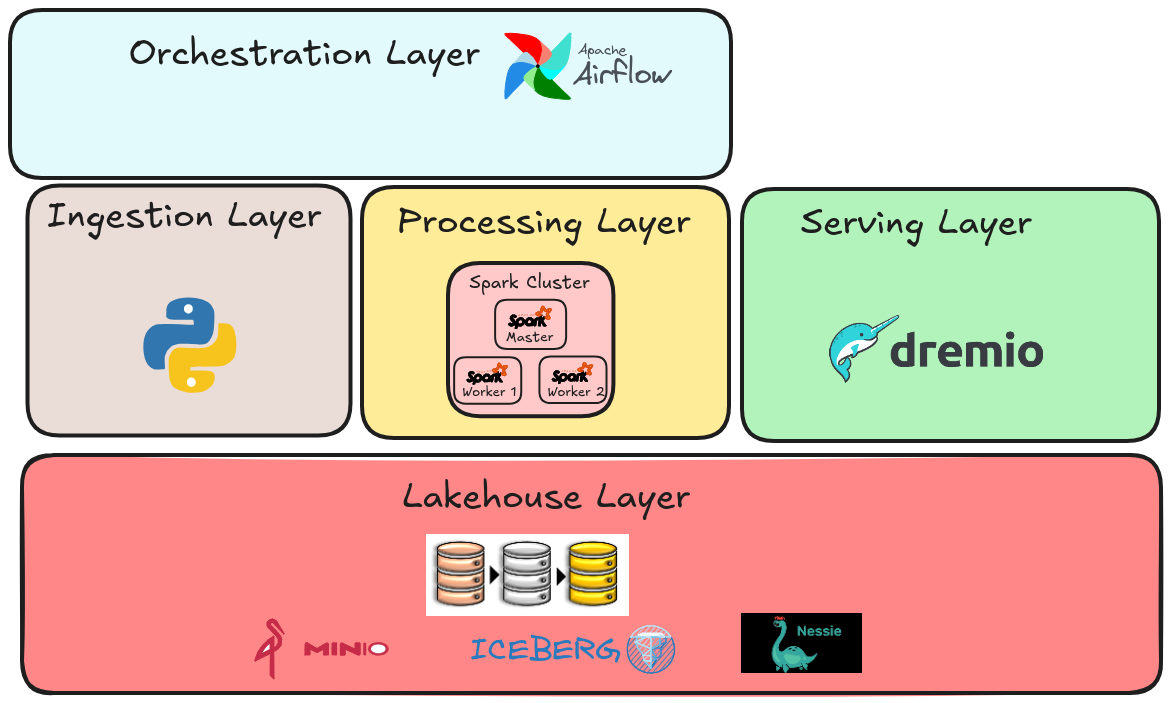 Orchestration Layer
Apache
Airflow
Ingestion Layer
Processing Layer
Serving Layer
Spark Cluster
Spark
Master
Spark
Worker 1
Spark
Worker 2
dremio
Lakehouse Layer
MINIO
ICEBERG
Nessie